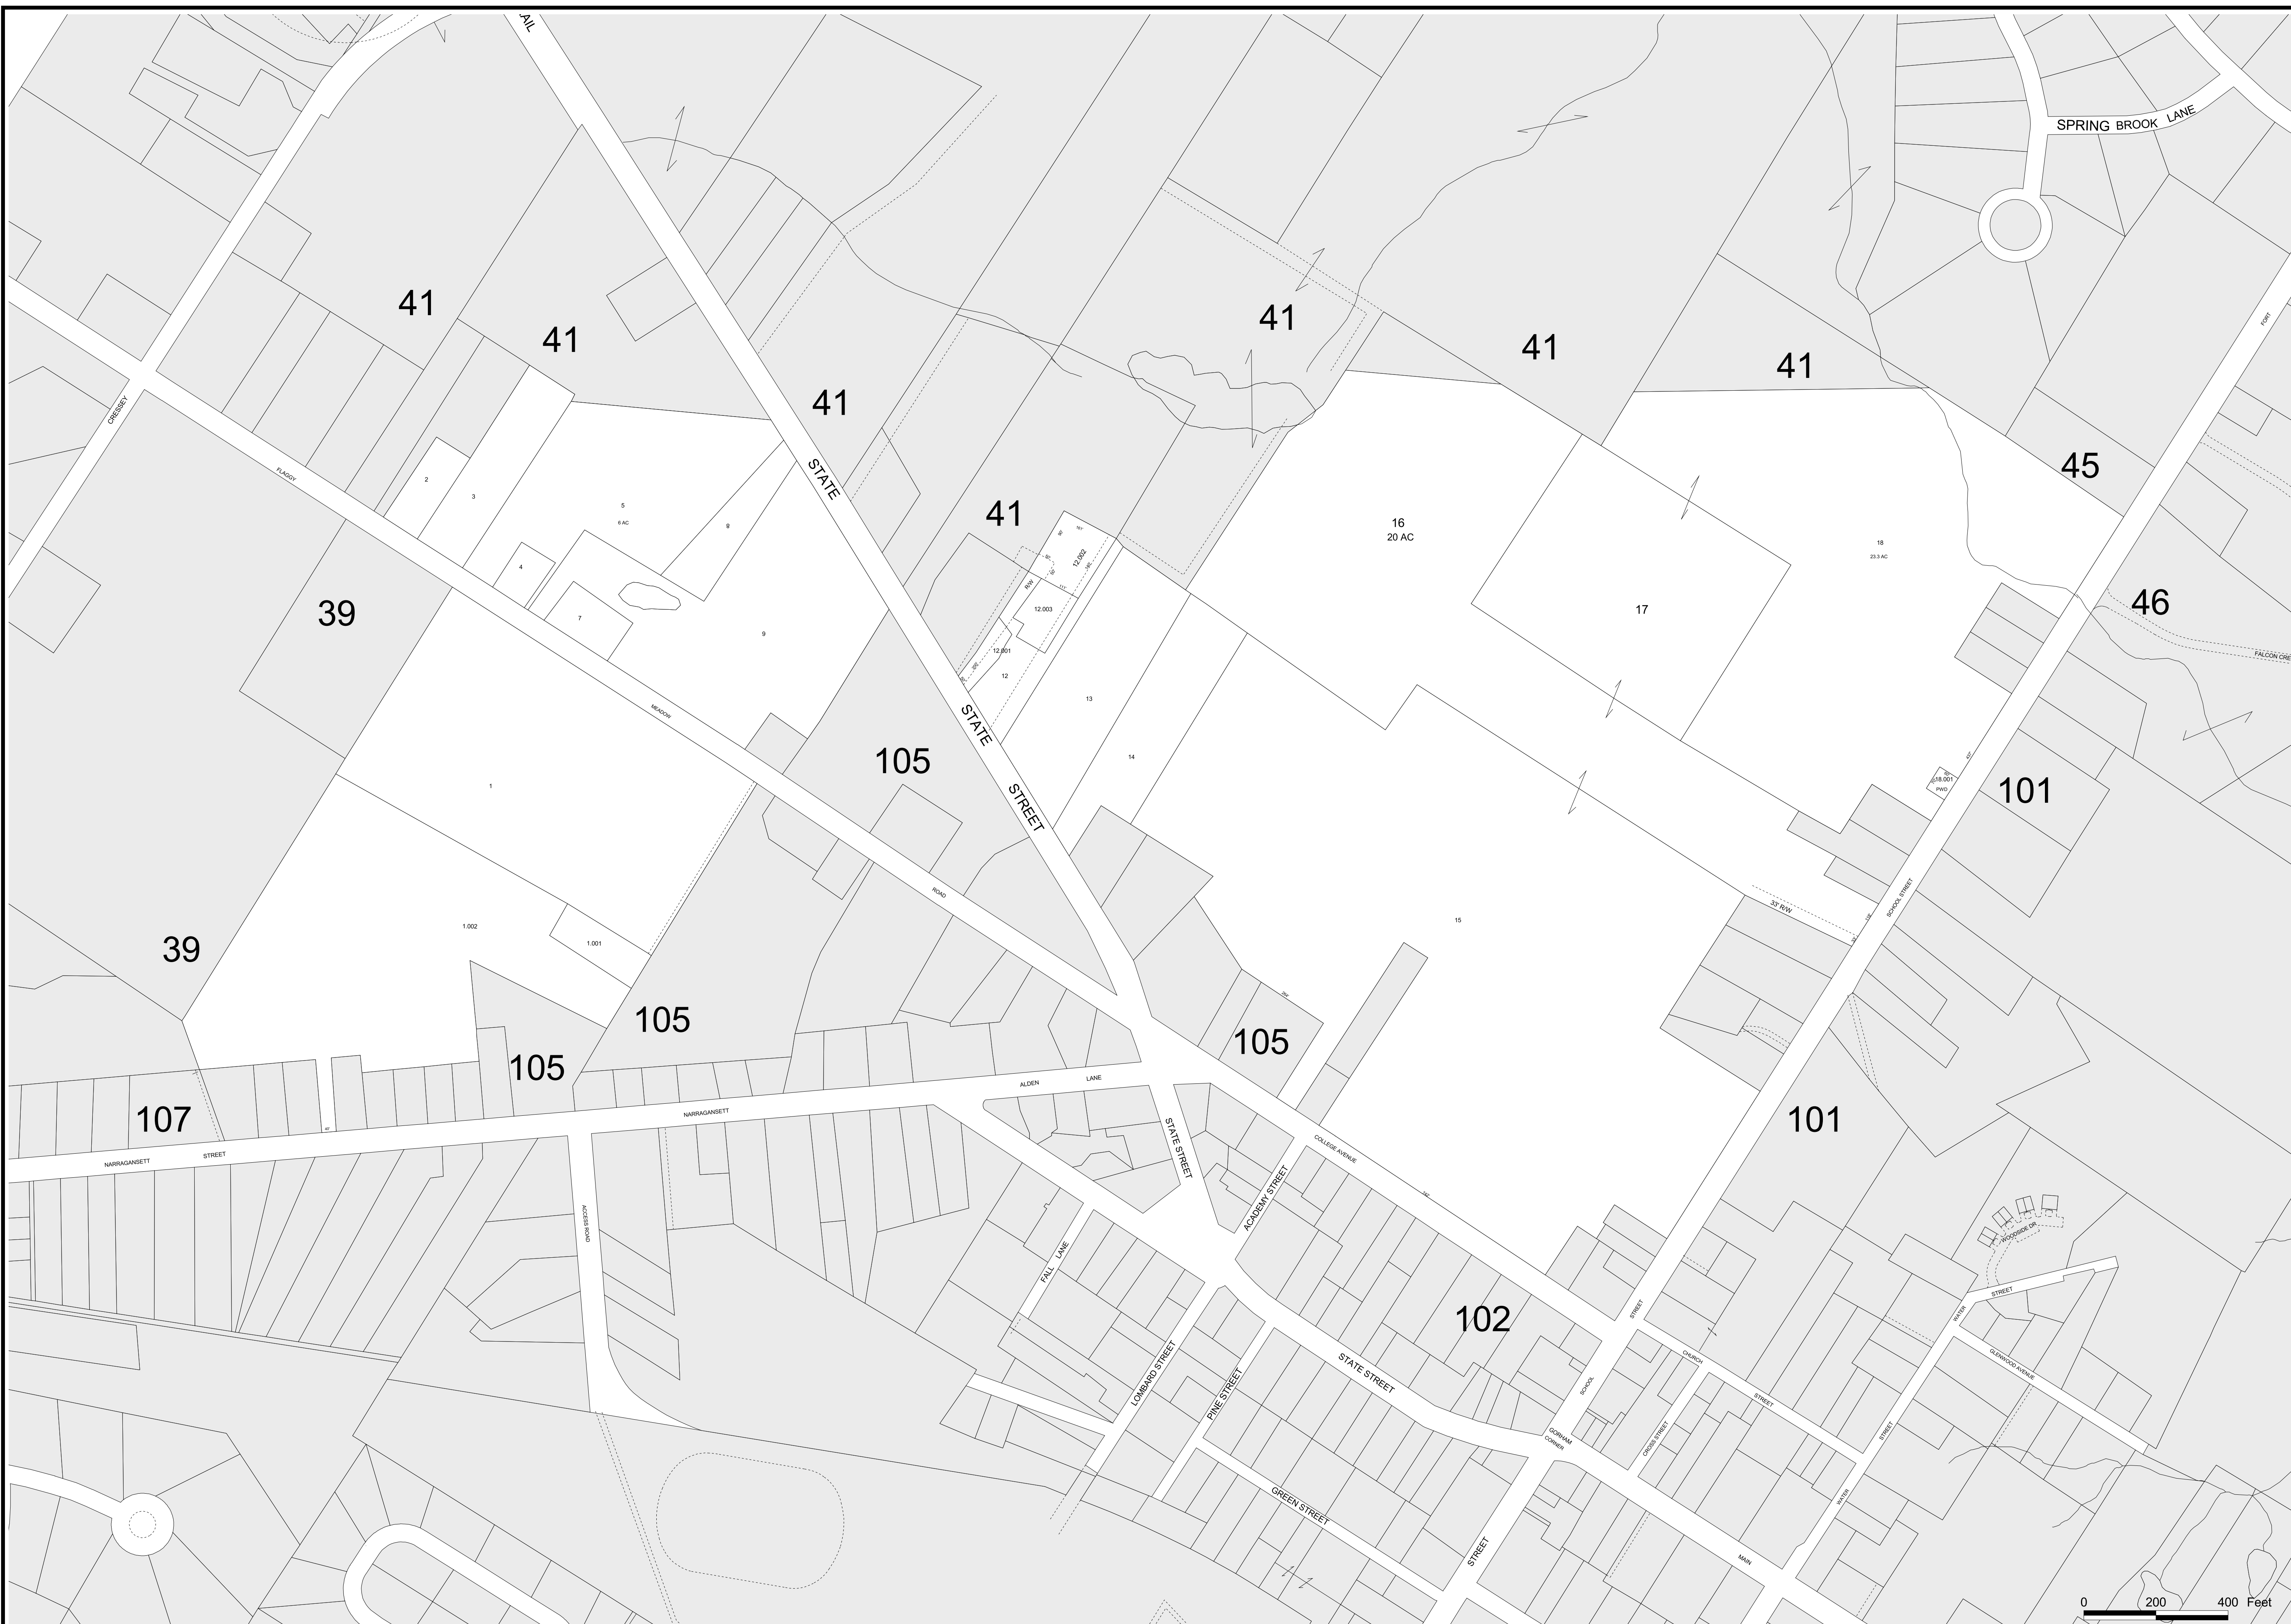 AIL
SPRING BROOK LANE
41
41
41
41
41
41
41
FORT
CRESSEY
FLAGGY
STATE
45
2
3
5
6 AC
8
4
7
9
16
20 AC
18
23.3 AC
17
12.002
R/W
12.003
12.001
12
13
14
39
46
FALCON CRE
MEADOW
STATE
105
STREET
1
18.001
PWD
101
ROAD
33' R/W
SCHOOL STREET
15
1.002
1.001
39
105
105
105
107
ALDEN LANE
NARRAGANSETT
NARRAGANSETT STREET
STATE STREET
COLLEGE AVENUE
ACADEMY STREET
101
ACCESS ROAD
FALL LANE
WOODSIDE DR
STREET
WATER
STREET
102
LOMBARD STREET
PINE STREET
STATE STREET
SCHOOL
CHURCH
STREET
GLENWOOD AVENUE
CROSS STREET
GORHAM
CORNER
STREET
WATER
GREEN STREET
STREET
MAIN
0 200 400 Feet